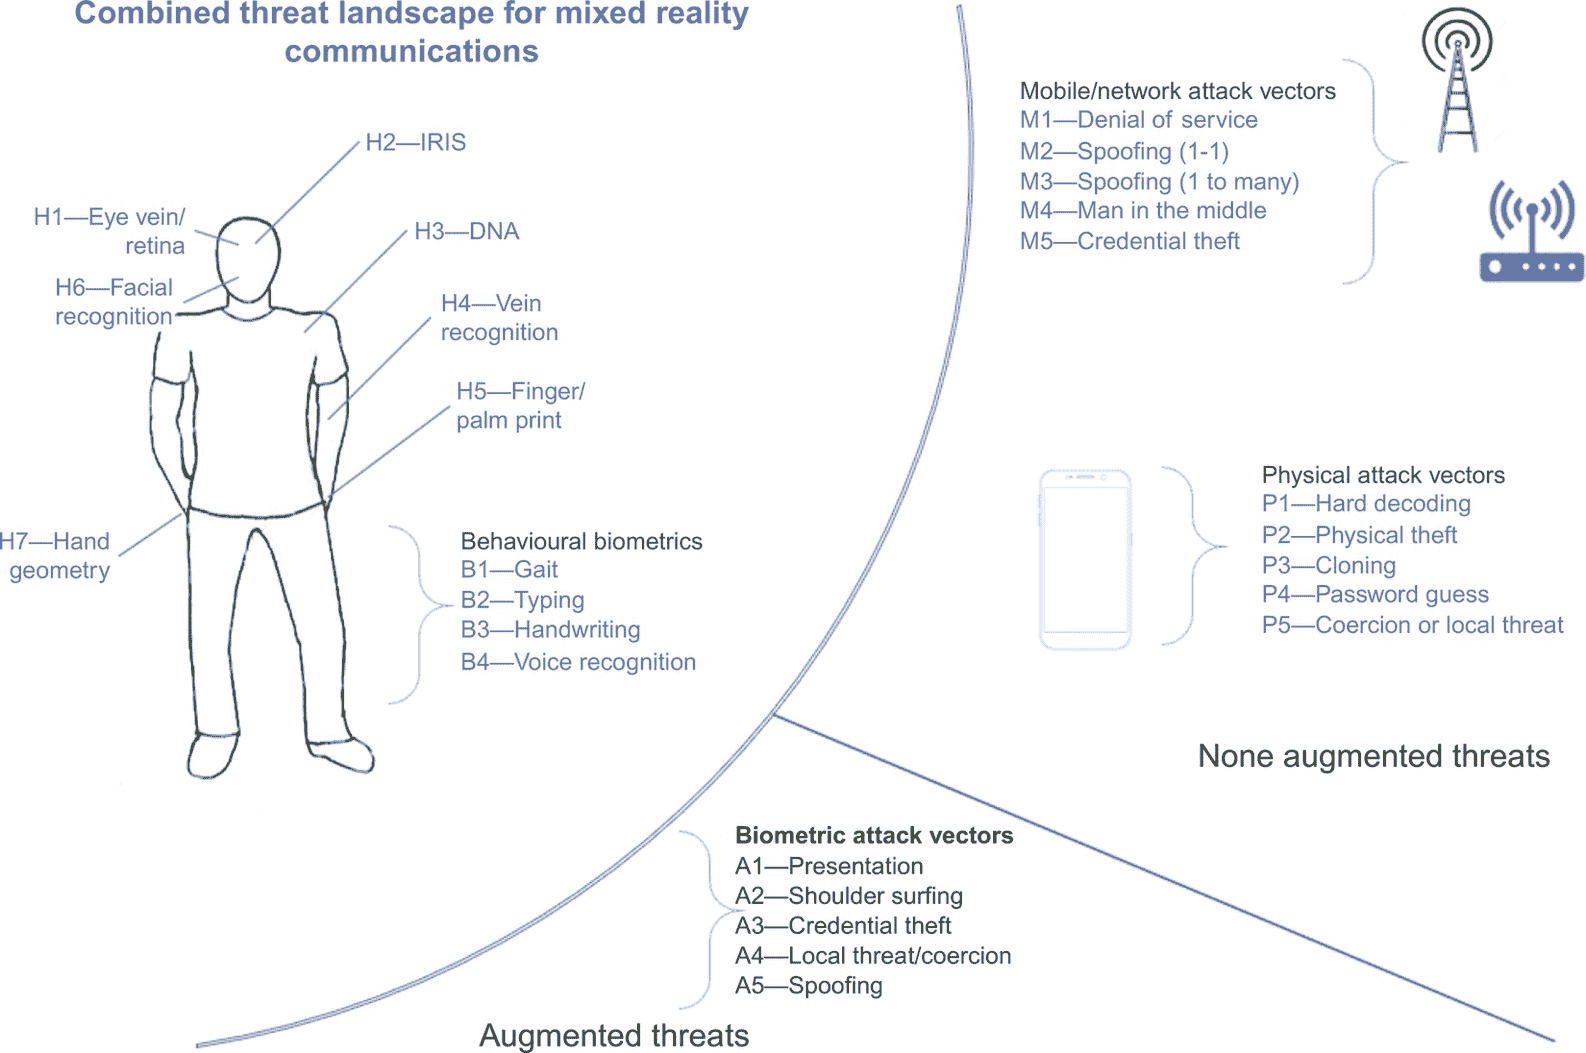 Combined threat landscape for mixed reality
communications
H2—IRIS
H1—Eye vein/
retina
H3—DNA
H6—Facial
recognition
H4—Vein
recognition
H5—Finger/
palm print
H7—Hand
geometry
Behavioural biometrics
B1—Gait
B2—Typing
B3—Handwriting
B4—Voice recognition
Mobile/network attack vectors
M1—Denial of service
M2—Spoofing (1-1)
M3—Spoofing (1 to many)
M4—Man in the middle
M5—Credential theft
Physical attack vectors
P1—Hard decoding
P2—Physical theft
P3—Cloning
P4—Password guess
P5—Coercion or local threat
None augmented threats
Biometric attack vectors
A1—Presentation
A2—Shoulder surfing
A3—Credential theft
A4—Local threat/coercion
A5—Spoofing
Augmented threats